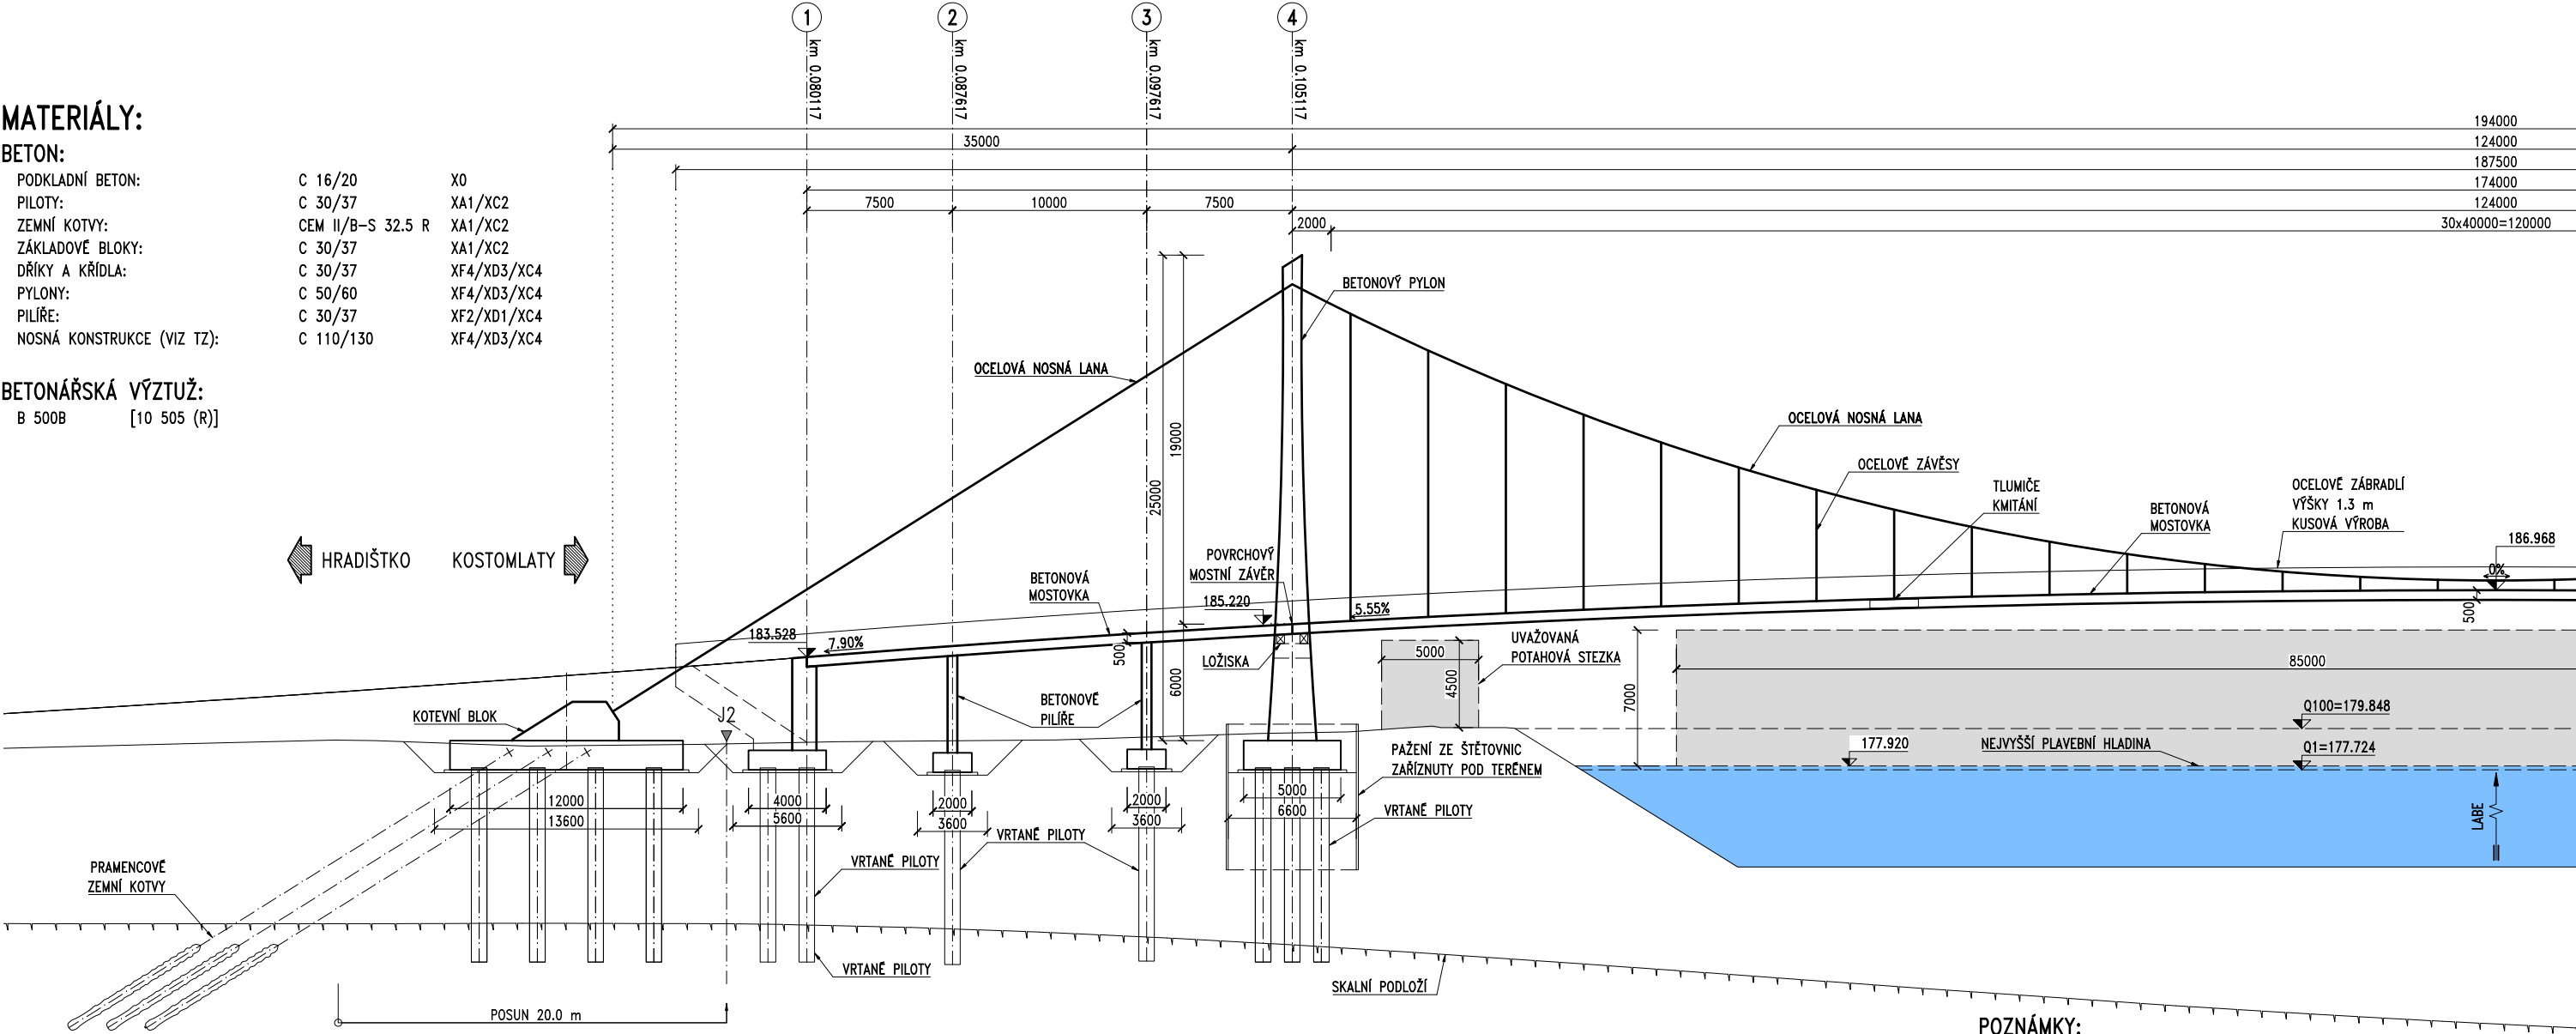 1
2
3
4
km 0.080117
km 0.087617
km 0.097617
km 0.105117
MATERIÁLY:
BETON:
PODKLADNÍ BETON: C 16/20 X0
PILOTY: C 30/37 XA1/XC2
ZEMNÍ KOTVY: CEM II/B-S 32.5 R XA1/XC2
ZÁKLADOVÉ BLOKY: C 30/37 XA1/XC2
DŘÍKY A KŘÍDLA: C 30/37 XF4/XD3/XC4
PYLONY: C 50/60 XF4/XD3/XC4
PILÍŘE: C 30/37 XF2/XD1/XC4
NOSNÁ KONSTRUKCE (VIZ TZ): C 110/130 XF4/XD3/XC4
BETONÁŘSKÁ VÝZTUŽ:
B 500B [10 505 (R)]
194000
35000
124000
187500
174000
7500
10000
7500
124000
2000
30x40000=120000
BETONOVÝ PYLON
OCELOVÁ NOSNÁ LANA
19000
25000
OCELOVÁ NOSNÁ LANA
OCELOVÉ ZÁVĚSY
TLUMIČE
KMITÁNÍ
BETONOVÁ
MOSTOVKA
OCELOVÉ ZÁBRADLÍ
VÝŠKY 1.3 m
KUSOVÁ VÝROBA
186.968
0%
500
HRADIŠTKO
KOSTOMLATY
POVRCHOVÝ
MOSTNÍ ZÁVĚR
BETONOVÁ
MOSTOVKA
185.220
5.55%
183.528
7.90%
500
6000
LOŽISKA
5000
4500
UVAŽOVANÁ
POTAHOVÁ STEZKA
7000
85000
KOTEVNÍ BLOK
J2
BETONOVÉ
PILÍŘE
Q100=179.848
177.920
NEJVYŠŠÍ PLAVEBNÍ HLADINA
Q1=177.724
PAŽENÍ ZE ŠTĚTOVNIC
ZAŘÍZNUTY POD TERÉNEM
12000
13600
4000
5600
2000
3600
2000
3600
5000
6600
VRTANÉ PILOTY
VRTANÉ PILOTY
LABE
PRAMENCOVÉ
ZEMNÍ KOTVY
VRTANÉ PILOTY
VRTANÉ PILOTY
SKALNÍ PODLOŽÍ
POSUN 20.0 m
POZNÁMKY: